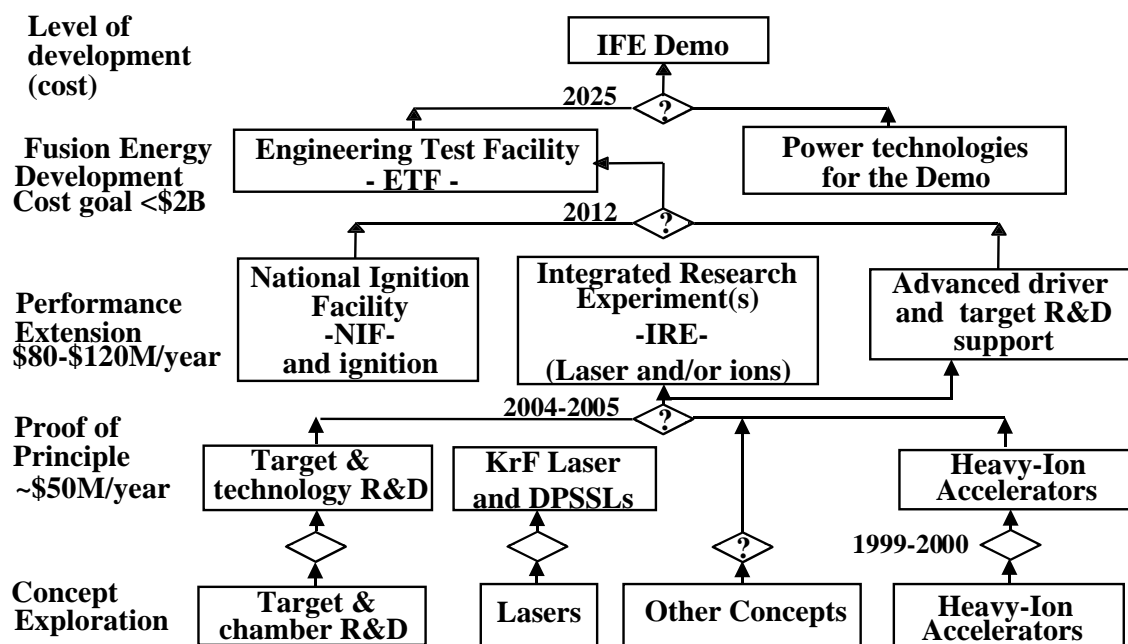 Level of
development
(cost)
IFE Demo
2025
?
Fusion Energy
Development
Cost goal <$2B
Engineering Test Facility
- ETF -
Power technologies
for the Demo
2012
?
Performance
Extension
$80-$120M/year
National Ignition
Facility
-NIF-
and ignition
Integrated Research
Experiment(s)
-IRE-
(Laser and/or ions)
Advanced driver
and target R&D
support
2004-2005
?
Proof of
Principle
~$50M/year
Target &
technology R&D
KrF Laser
and DPSSLs
Heavy-Ion
Accelerators
?
1999-2000
Concept
Exploration
Target &
chamber R&D
Lasers
Other Concepts
Heavy-Ion
Accelerators